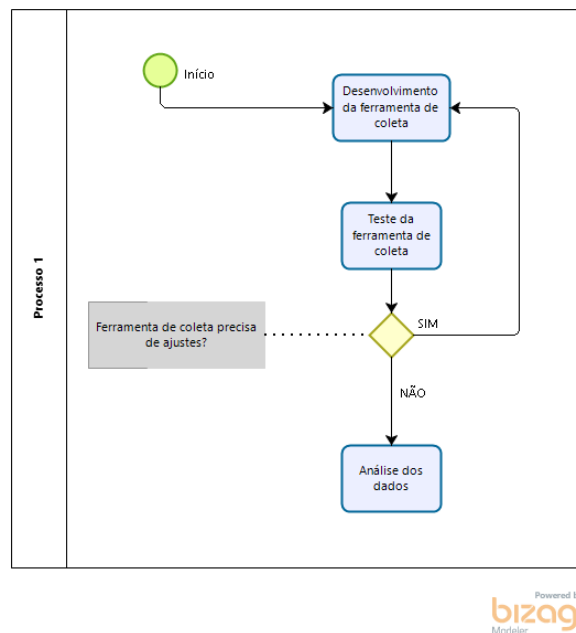 Início
Desenvolvimento
da ferramenta de
coleta
Teste da
ferramenta de
coleta
Processo 1
Ferramenta de coleta precisa
de ajustes?
SIM
NÃO
Análise dos
dados
Powered b
bizag
Modeler